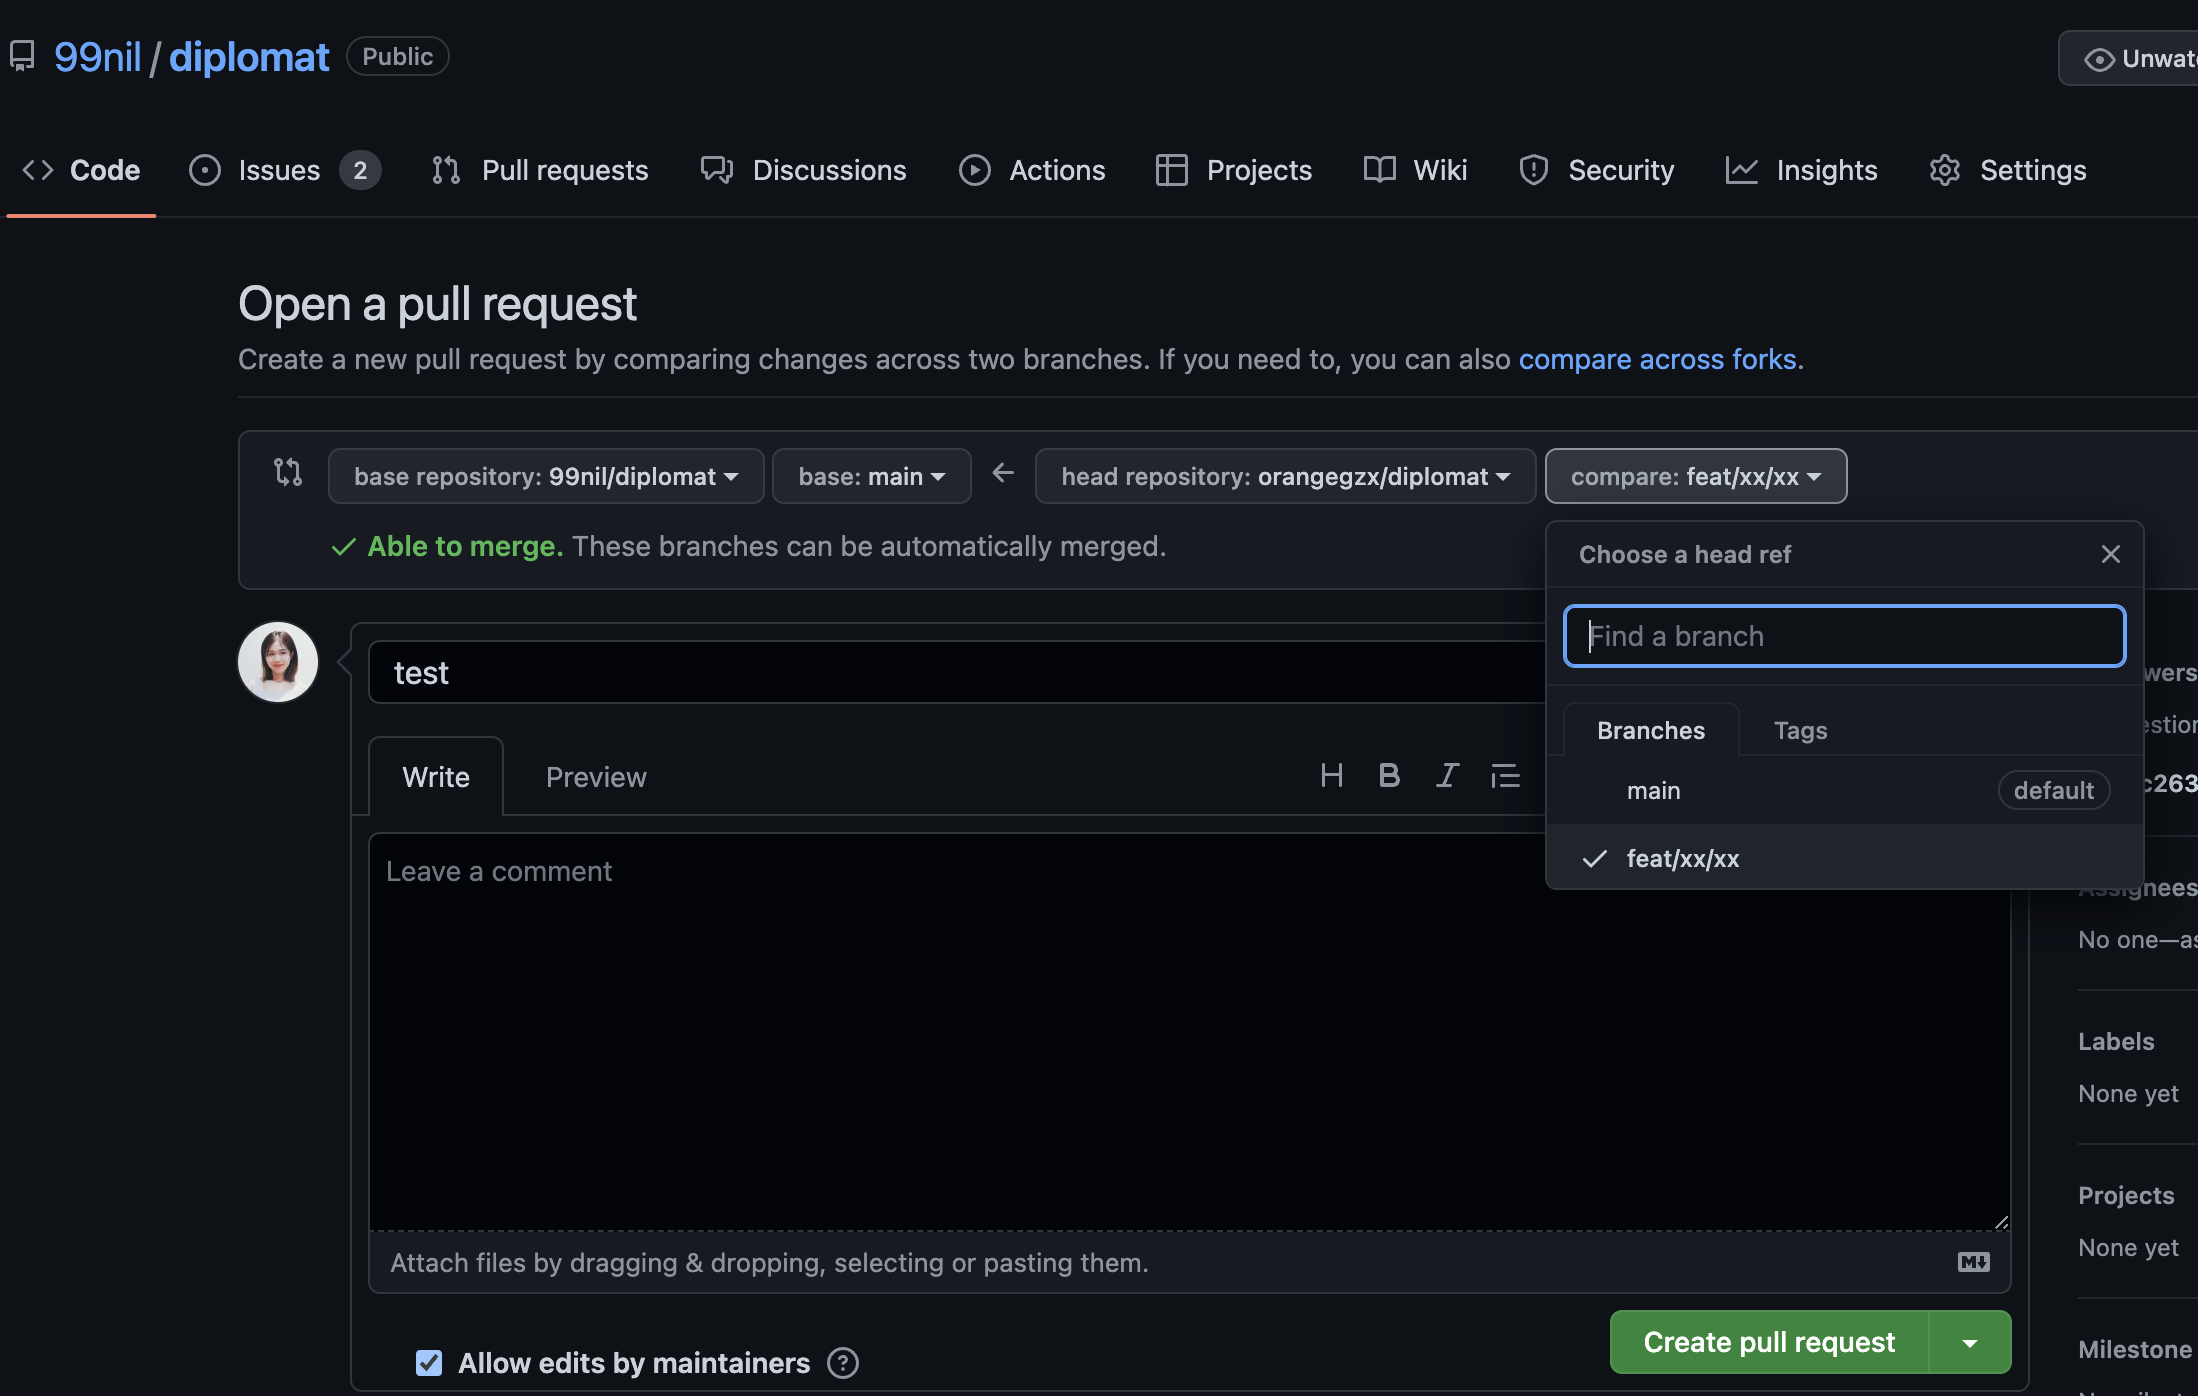 99nil / diplomat Public
Unwat
Code Issues 2 Pull requests Discussions Actions Projects Wiki Security Insights Settings
Open a pull request
Create a new pull request by comparing changes across two branches. If you need to, you can also compare across forks.
base repository: 99nil/diplomat base: main head repository: orangegzx/diplomat compare: feat/xx/xx
Able to merge. These branches can be automatically merged.
Choose a head ref
Find a branch
Branches Tags
main default
feat/xx/xx
test
Write Preview
Leave a comment
Attach files by dragging & dropping, selecting or pasting them.
Allow edits by maintainers
Create pull request
wers
estion
c263
Assignees
No one—as
Labels
None yet
Projects
None yet
Milestone